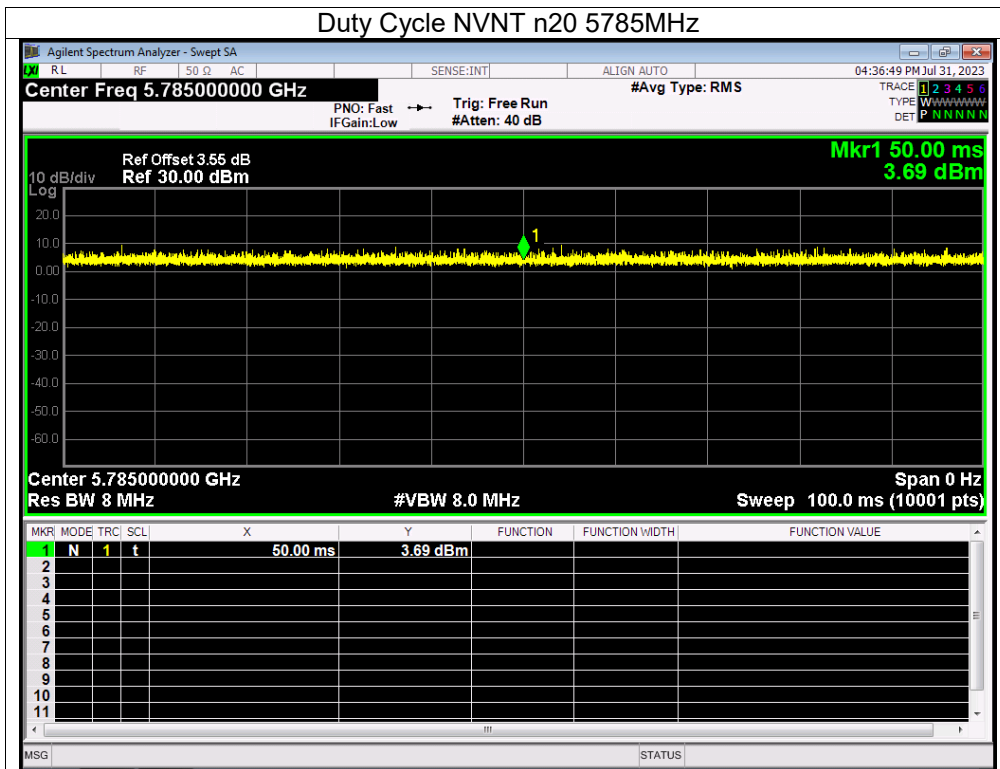 Duty Cycle NVNT n20 5785MHz
Agilent Spectrum Analyzer - Swept SA
LXI RL RF 50 Ω AC SENSE:INT ALIGN AUTO 04:36:49 PM Jul 31, 2023
Center Freq 5.785000000 GHz #Avg Type: RMS TRACE 1 2 3 4 5 6
PNO: Fast Trig: Free Run TYPE WWWWWWW
IFGain:Low #Atten: 40 dB DET P N N N N N
Mkr1 50.00 ms
3.69 dBm
Ref Offset 3.55 dB
10 dB/div Ref 30.00 dBm
Log
20.0
10.0
0.00
-10.0
-20.0
-30.0
-40.0
-50.0
-60.0
1
Center 5.785000000 GHz Span 0 Hz
Res BW 8 MHz #VBW 8.0 MHz Sweep 100.0 ms (10001 pts)
MKR MODE TRC SCL X Y FUNCTION FUNCTION WIDTH FUNCTION VALUE
1 N 1 t 50.00 ms 3.69 dBm
2
3
4
5
6
7
8
9
10
11
MSG STATUS